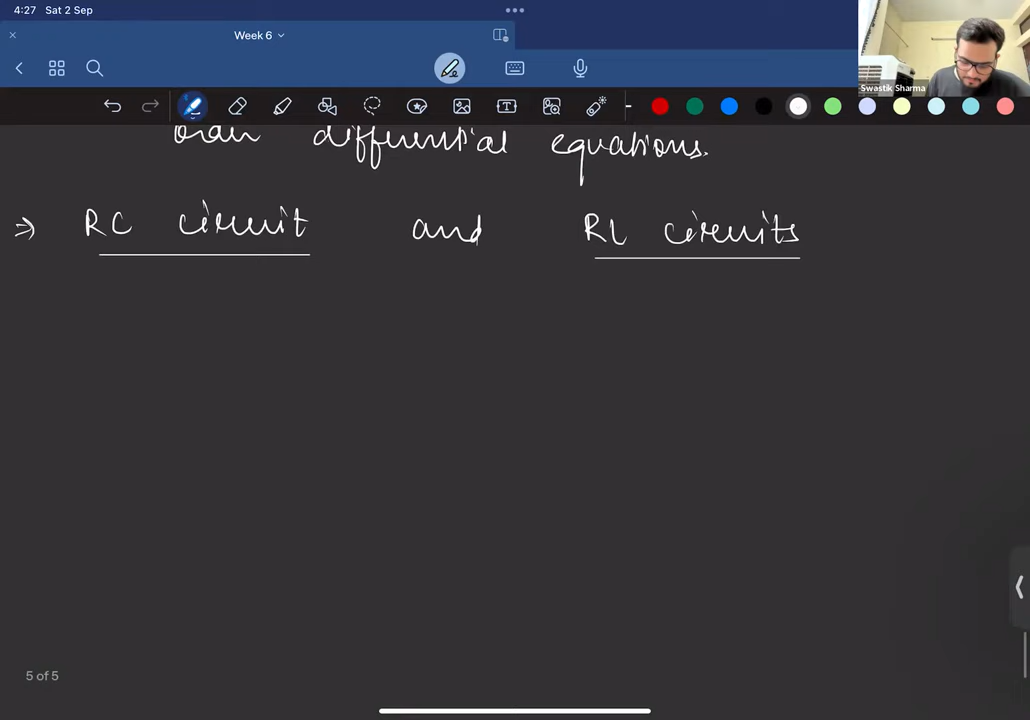 4:27 Sat 2 Sep
Week 6
Swastik Sharma
differential equations.
⇒ RC circuit and RL circuits
5 of 5